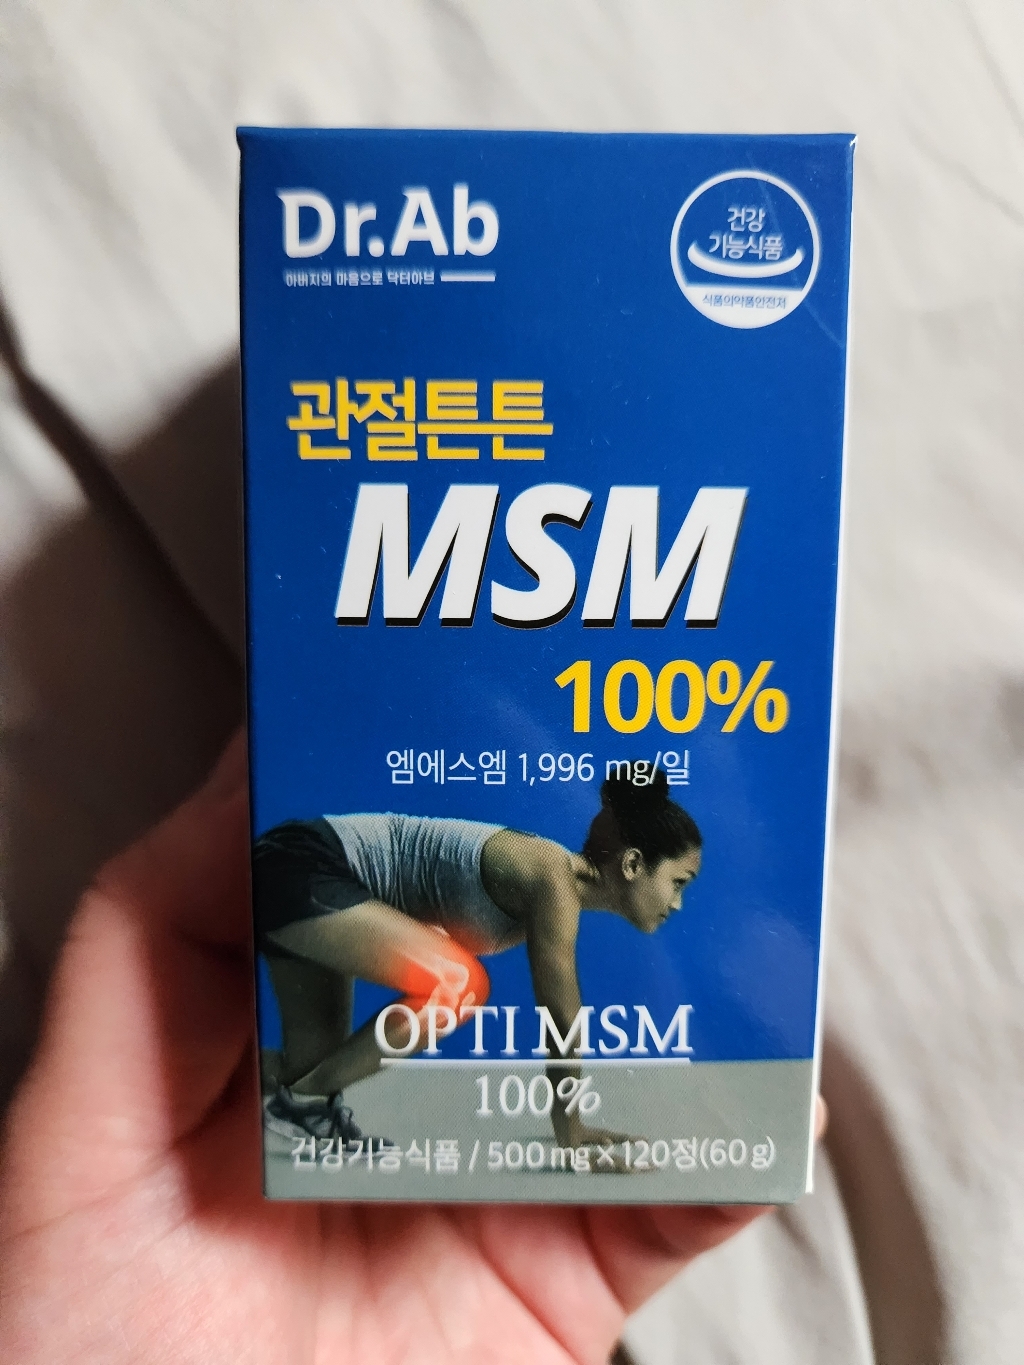 Dr.Ab
아버지의 마음으로 닥터아브
건강
기능식품
식품의약품안전처
관절튼튼
MSM
100%
엠에스엠 1,996 mg/일
OPTI MSM
100%
건강기능식품 / 500 mg × 120정(60 g)